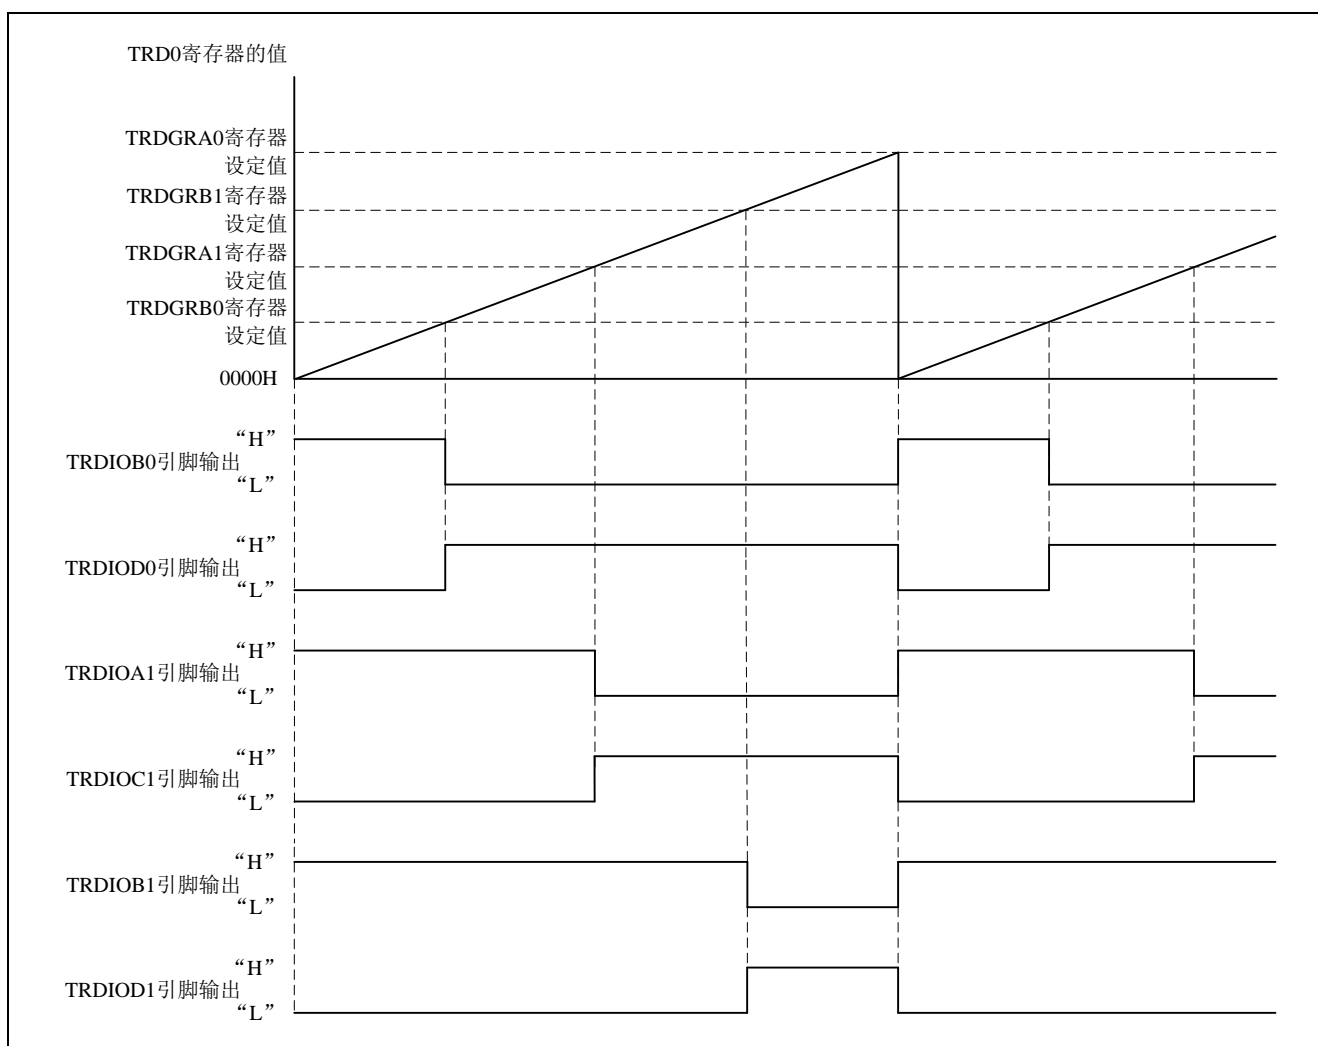 TRD0寄存器的值
TRDGRA0寄存器
设定值
TRDGRB1寄存器
设定值
TRDGRA1寄存器
设定值
TRDGRB0寄存器
设定值
0000H
“H”
TRDIOB0引脚输出
“L”
“H”
TRDIOD0引脚输出
“L”
“H”
TRDIOA1引脚输出
“L”
“H”
TRDIOC1引脚输出
“L”
“H”
TRDIOB1引脚输出
“L”
“H”
TRDIOD1引脚输出
“L”